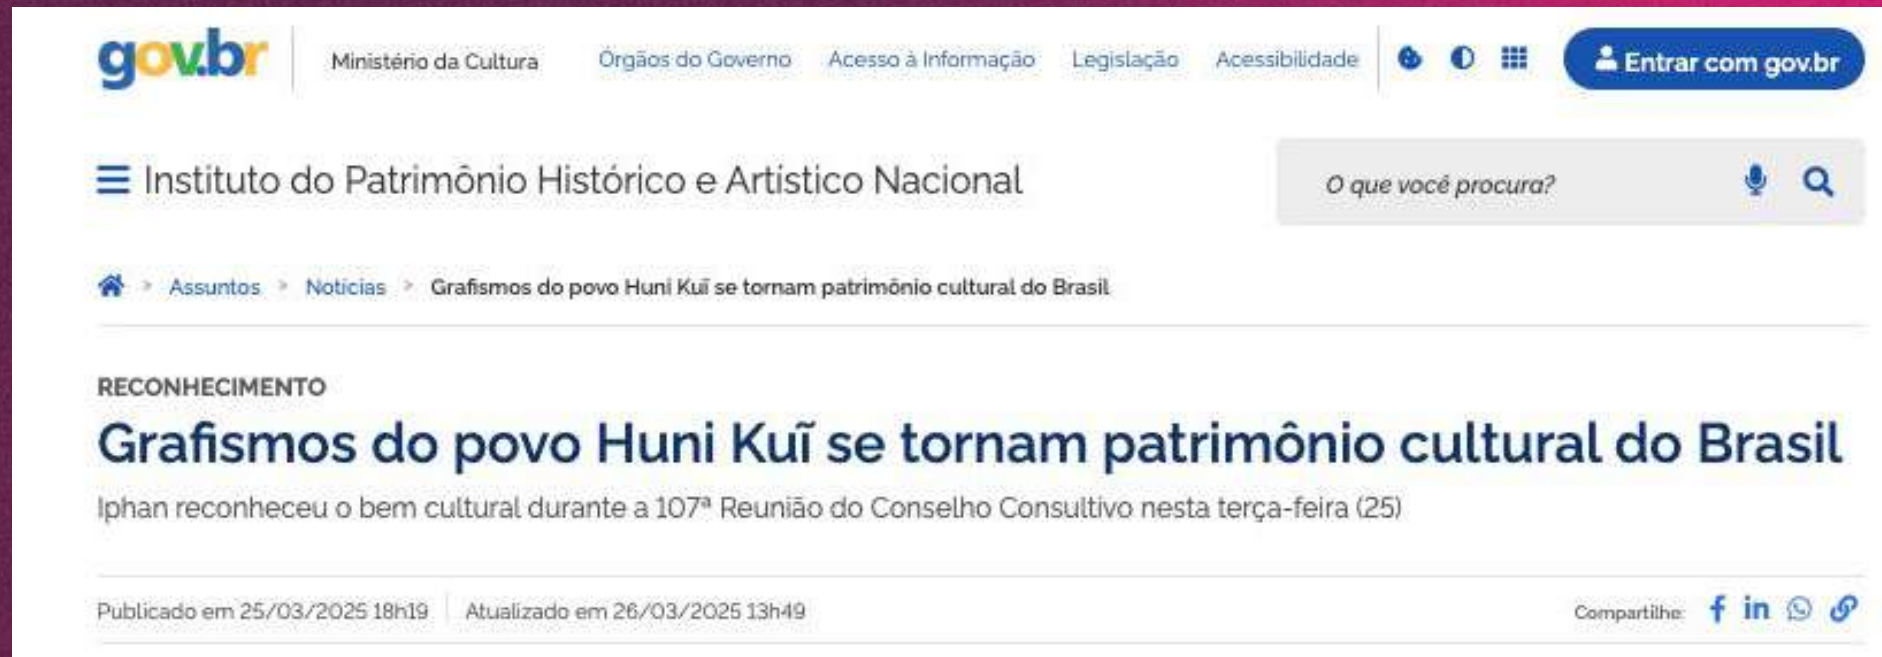 gov.br Ministério da Cultura Órgãos do Governo Acesso à Informação Legislação Acessibilidade Entrar com gov.br
Instituto do Patrimônio Histórico e Artístico Nacional O que você procura?
> Assuntos > Notícias > Grafismos do povo Huni Kuĩ se tornam patrimônio cultural do Brasil
RECONHECIMENTO
Grafismos do povo Huni Kuĩ se tornam patrimônio cultural do Brasil
Iphan reconheceu o bem cultural durante a 107ª Reunião do Conselho Consultivo nesta terça-feira (25)
Publicado em 25/03/2025 18h19 Atualizado em 26/03/2025 13h49 Compartilhe: